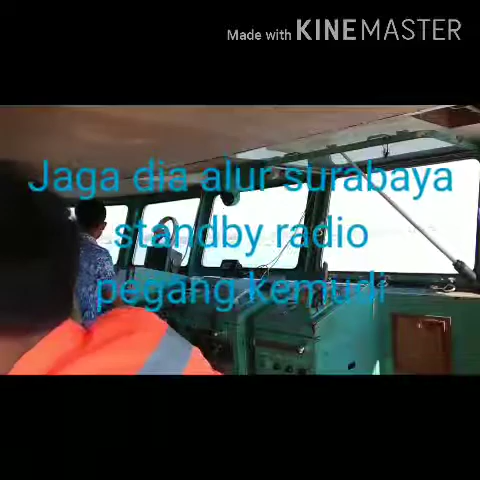 Made with KINEMASTER
Jaga dia alur surabaya
standby radio
pegang kemudi